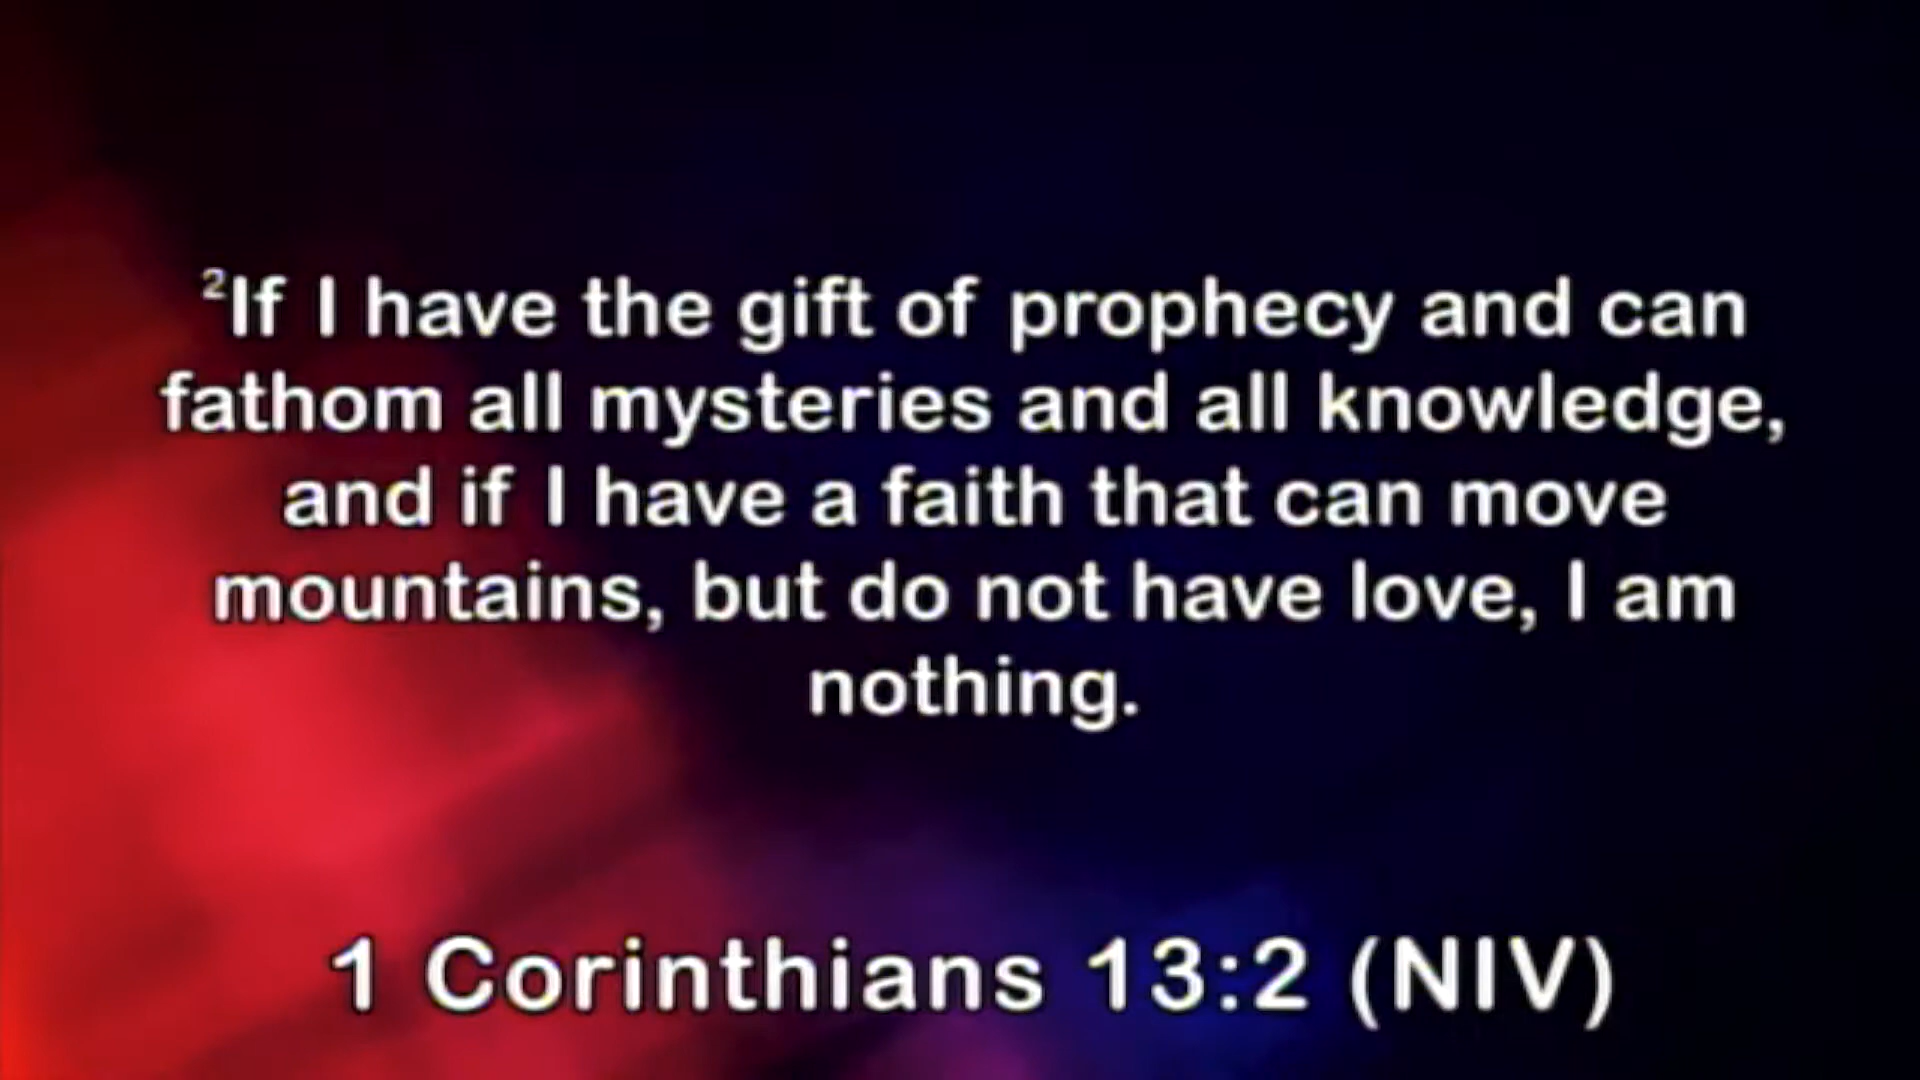 ²If I have the gift of prophecy and can
fathom all mysteries and all knowledge,
and if I have a faith that can move
mountains, but do not have love, I am
nothing.
1 Corinthians 13:2 (NIV)